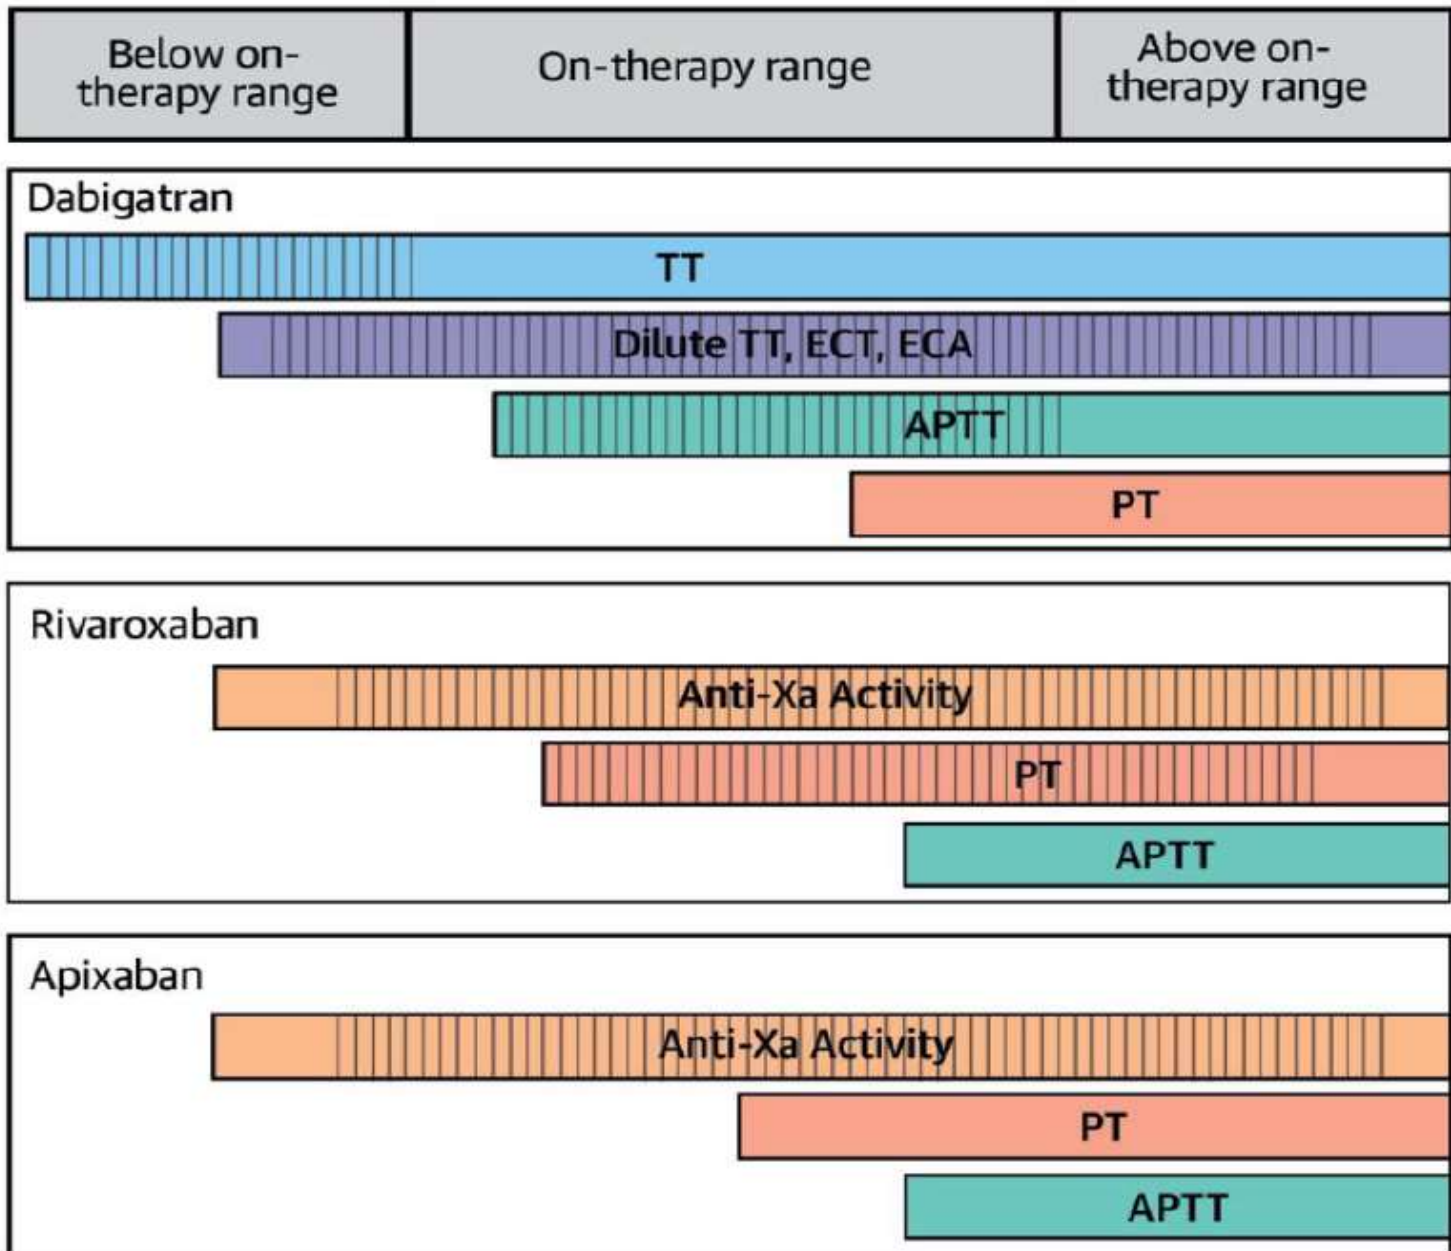 Below on-
therapy range
On-therapy range
Above on-
therapy range
Dabigatran
TT
Dilute TT, ECT, ECA
APTT
PT
Rivaroxaban
Anti-Xa Activity
PT
APTT
Apixaban
Anti-Xa Activity
PT
APTT